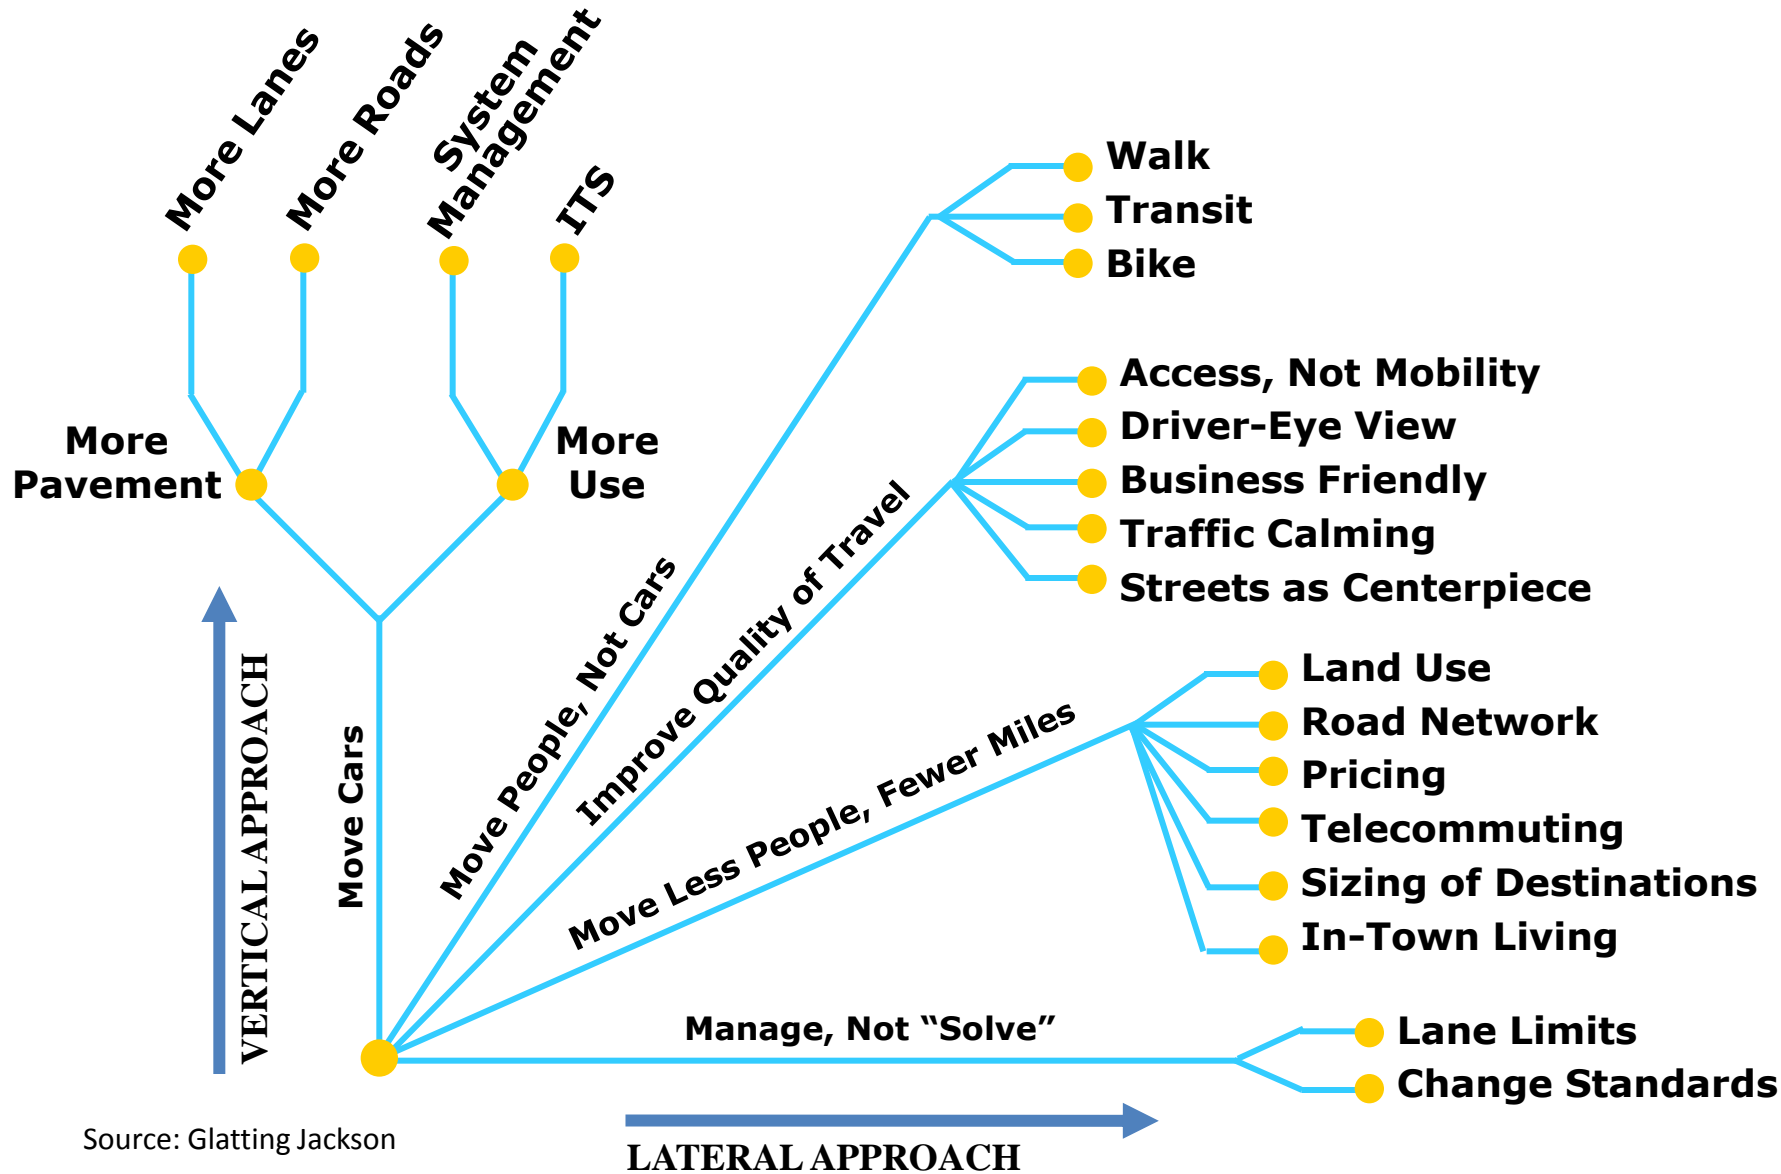 More Lanes
More Roads
System
Management
ITS
More
Pavement
More
Use
Walk
Transit
Bike
Access, Not Mobility
Driver-Eye View
Business Friendly
Traffic Calming
Streets as Centerpiece
Land Use
Road Network
Pricing
Telecommuting
Sizing of Destinations
In-Town Living
Lane Limits
Change Standards
VERTICAL APPROACH
Move Cars
Move People, Not Cars
Improve Quality of Travel
Move Less People, Fewer Miles
Manage, Not “Solve”
Source: Glatting Jackson
LATERAL APPROACH